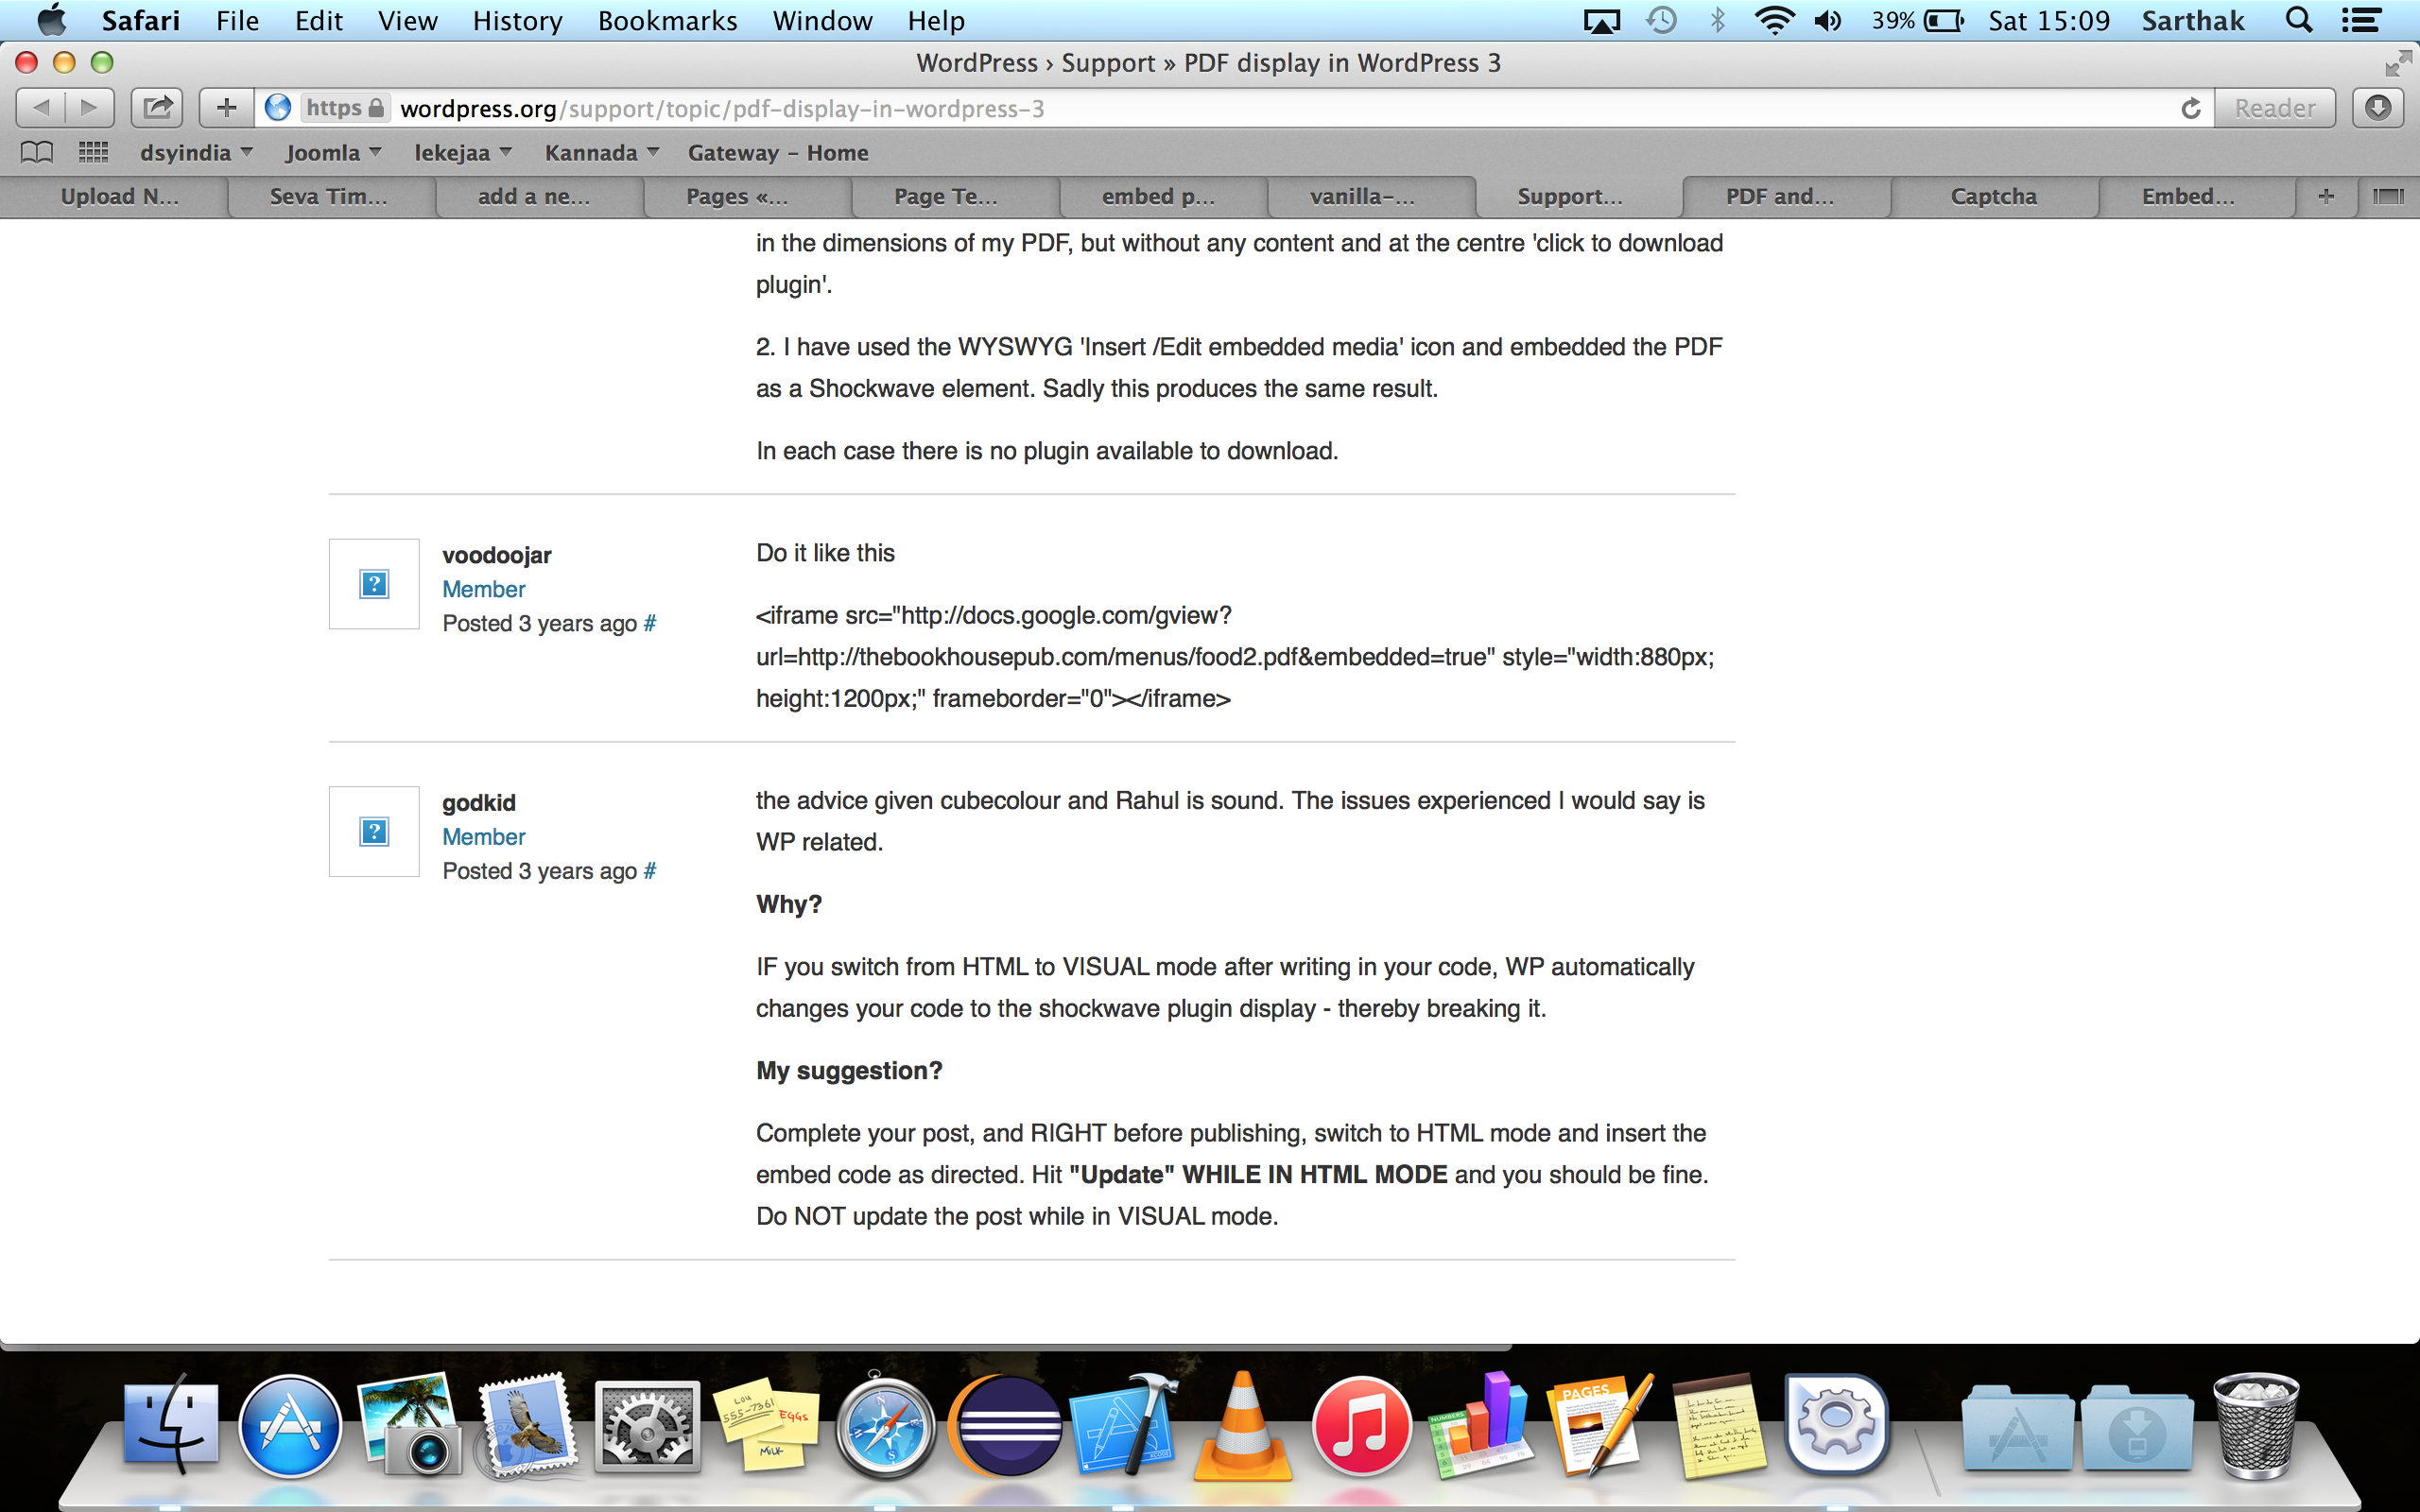 Safari File Edit View History Bookmarks Window Help 39% Sat 15:09 Sarthak
WordPress › Support » PDF display in WordPress 3
https wordpress.org/support/topic/pdf-display-in-wordpress-3 Reader
dsyindia Joomla lekejaa Kannada Gateway – Home
Upload N... Seva Tim... add a ne... Pages «... Page Te... embed p... vanilla-... Support... PDF and... Captcha Embed... +
in the dimensions of my PDF, but without any content and at the centre 'click to download
plugin'.
2. I have used the WYSWYG 'Insert /Edit embedded media' icon and embedded the PDF
as a Shockwave element. Sadly this produces the same result.
In each case there is no plugin available to download.
voodoojar
Member
Posted 3 years ago #
Do it like this
<iframe src="http://docs.google.com/gview?
url=http://thebookhousepub.com/menus/food2.pdf&embedded=true" style="width:880px;
height:1200px;" frameborder="0"></iframe>
godkid
Member
Posted 3 years ago #
the advice given cubecolour and Rahul is sound. The issues experienced I would say is
WP related.
Why?
IF you switch from HTML to VISUAL mode after writing in your code, WP automatically
changes your code to the shockwave plugin display - thereby breaking it.
My suggestion?
Complete your post, and RIGHT before publishing, switch to HTML mode and insert the
embed code as directed. Hit "Update" WHILE IN HTML MODE and you should be fine.
Do NOT update the post while in VISUAL mode.
LOU
555-7361
EGGS
MILK
NUMBERS
PAGES